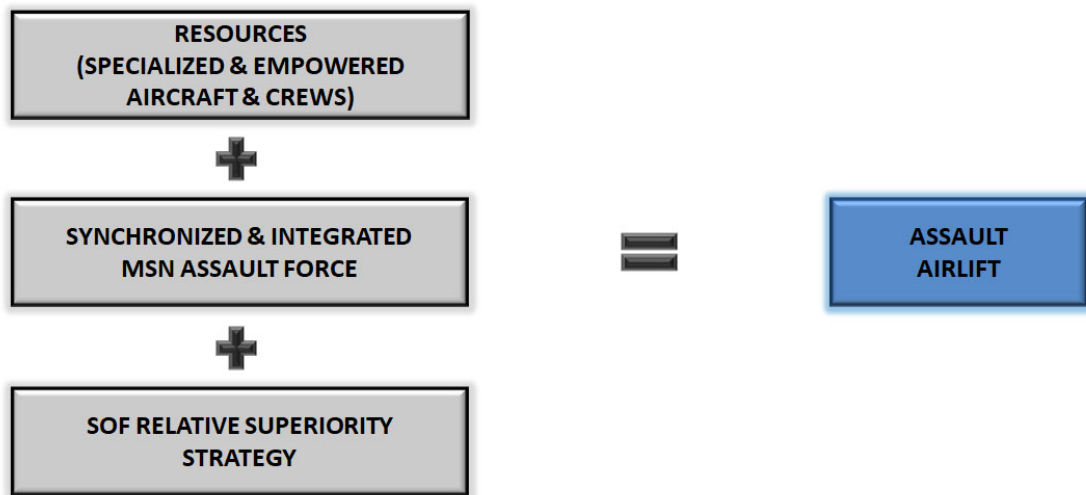 RESOURCES
(SPECIALIZED & EMPOWERED
AIRCRAFT & CREWS)
SYNCHRONIZED & INTEGRATED
MSN ASSAULT FORCE
SOF RELATIVE SUPERIORITY
STRATEGY
ASSAULT
AIRLIFT